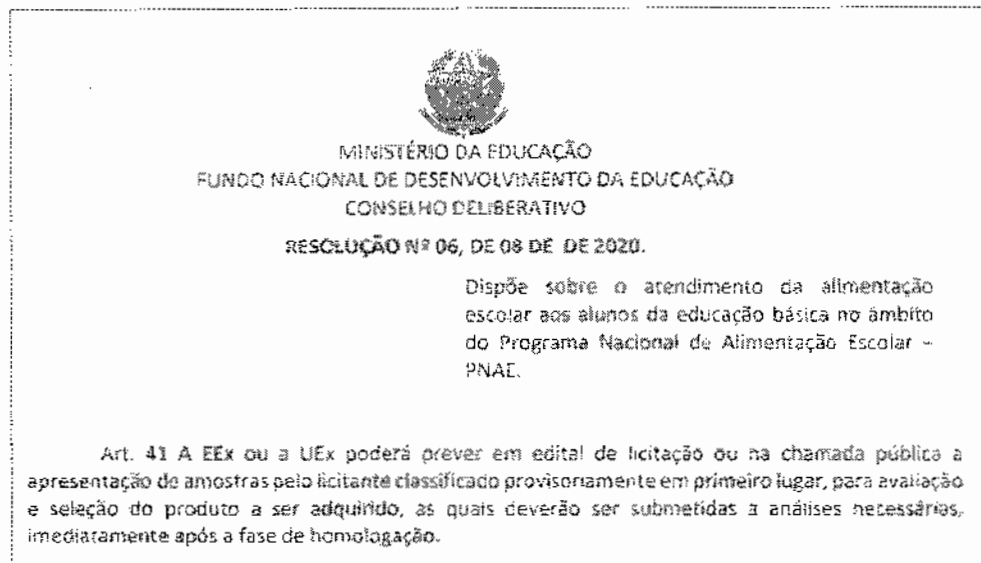 MINISTÉRIO DA EDUCAÇÃO
FUNDO NACIONAL DE DESENVOLVIMENTO DA EDUCAÇÃO
CONSELHO DELIBERATIVO
RESOLUÇÃO Nº 06, DE 08 DE DE 2020.
Dispõe sobre o atendimento da alimentação
escolar aos alunos da educação básica no âmbito
do Programa Nacional de Alimentação Escolar –
PNAE.
Art. 41 A EEx ou a UEx poderá prever em edital de licitação ou na chamada pública a
apresentação de amostras pelo licitante classificado provisoriamente em primeiro lugar, para avaliação
e seleção do produto a ser adquirido, as quais deverão ser submetidas a análises necessárias,
imediatamente após a fase de homologação.